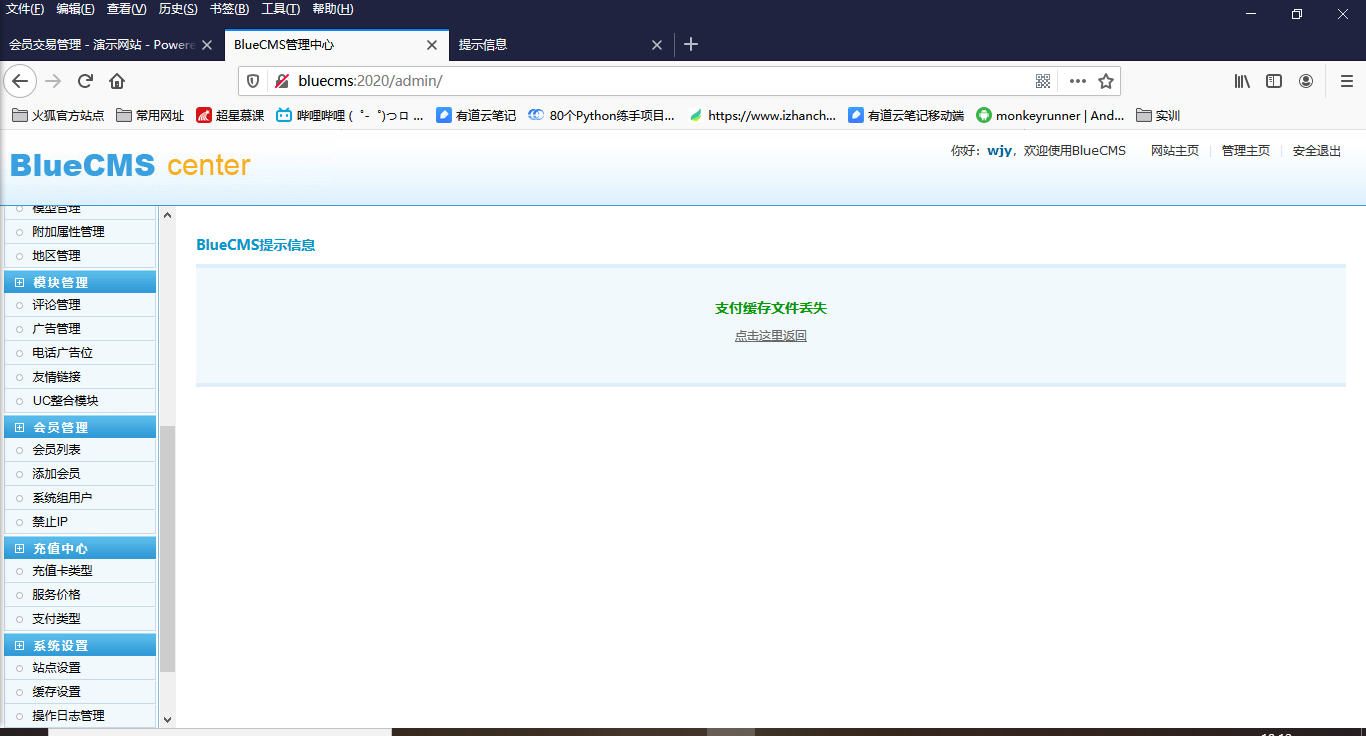 文件(F) 编辑(E) 查看(V) 历史(S) 书签(B) 工具(T) 帮助(H)
会员交易管理 - 演示网站 - Powere
BlueCMS管理中心
提示信息
bluecms:2020/admin/
火狐官方站点 常用网址 超星慕课 哔哩哔哩 ( ゜- ゜)つロ ... 有道云笔记 80个Python练手项目... https://www.izhanch... 有道云笔记移动端 monkeyrunner | And... 实训
BlueCMS center
你好：wjy，欢迎使用BlueCMS 网站主页 管理主页 安全退出
模型管理
附加属性管理
地区管理
模块管理
评论管理
广告管理
电话广告位
友情链接
UC整合模块
会员管理
会员列表
添加会员
系统组用户
禁止IP
充值中心
充值卡类型
服务价格
支付类型
系统设置
站点设置
缓存设置
操作日志管理
BlueCMS提示信息
支付缓存文件丢失
点击这里返回